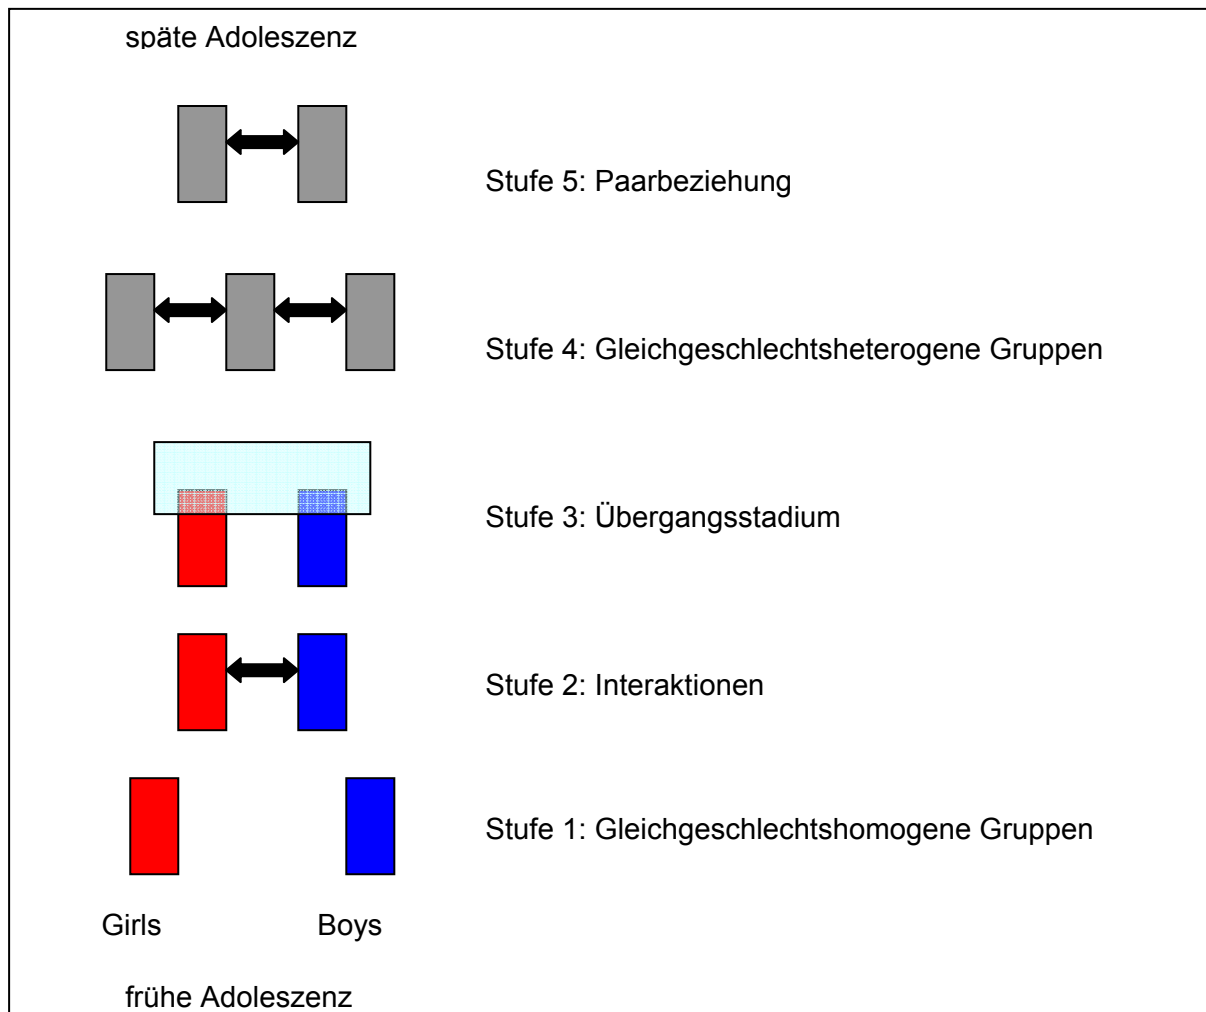 späte Adoleszenz
Stufe 5: Paarbeziehung
Stufe 4: Gleichgeschlechtsheterogene Gruppen
Stufe 3: Übergangsstadium
Stufe 2: Interaktionen
Stufe 1: Gleichgeschlechtshomogene Gruppen
Girls Boys
frühe Adoleszenz